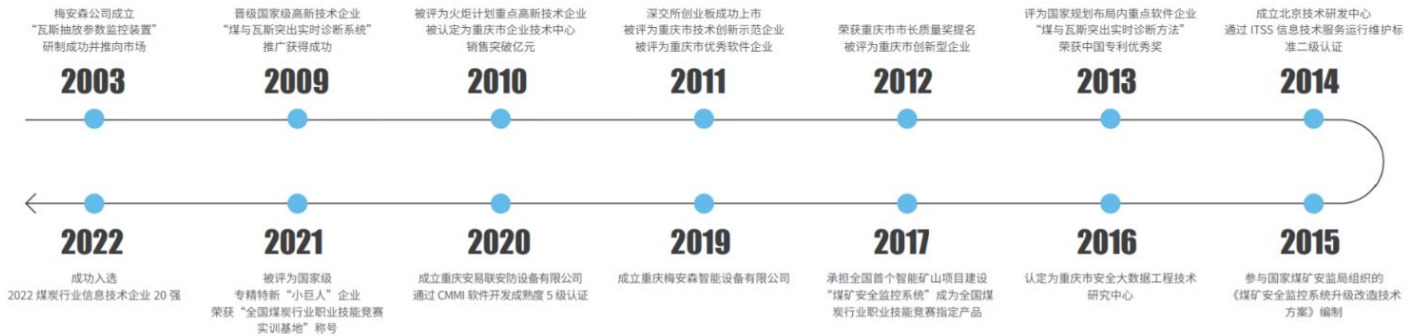 梅安森公司成立
“瓦斯抽放参数监控装置”
研制成功并推向市场
2003
晋级国家级高新技术企业
“煤与瓦斯突出实时诊断系统”
推广获得成功
2009
被评为火炬计划重点高新技术企业
被认定为重庆市企业技术中心
销售突破亿元
2010
深交所创业板成功上市
被评为重庆市技术创新示范企业
被评为重庆市优秀软件企业
2011
荣获重庆市市长质量奖提名
被评为重庆市创新型企业
2012
评为国家规划布局内重点软件企业
“煤与瓦斯突出实时诊断方法”
荣获中国专利优秀奖
2013
成立北京技术研发中心
通过 ITSS 信息技术服务运行维护标
准二级认证
2014
2015
参与国家煤矿安监局组织的
《煤矿安全监控系统升级改造技术
方案》编制
2016
认定为重庆市安全大数据工程技术
研究中心
2017
承担全国首个智能矿山项目建设
“煤矿安全监控系统”成为全国煤
炭行业职业技能竞赛指定产品
2019
成立重庆梅安森智能设备有限公司
2020
成立重庆安易联安防设备有限公司
通过 CMMI 软件开发成熟度 5 级认证
2021
被评为国家级
专精特新“小巨人”企业
荣获“全国煤炭行业职业技能竞赛
实训基地”称号
2022
成功入选
2022 煤炭行业信息技术企业 20 强